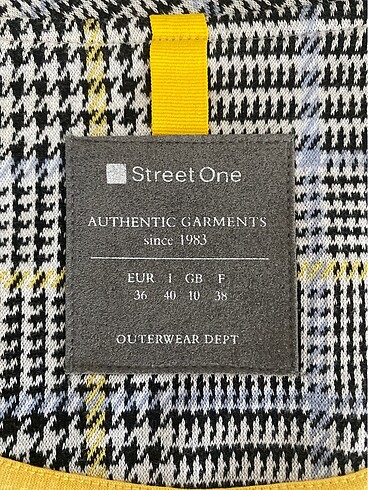 Street One
AUTHENTIC GARMENTS
since 1983
EUR I GB F
36 40 10 38
OUTERWEAR DEPT